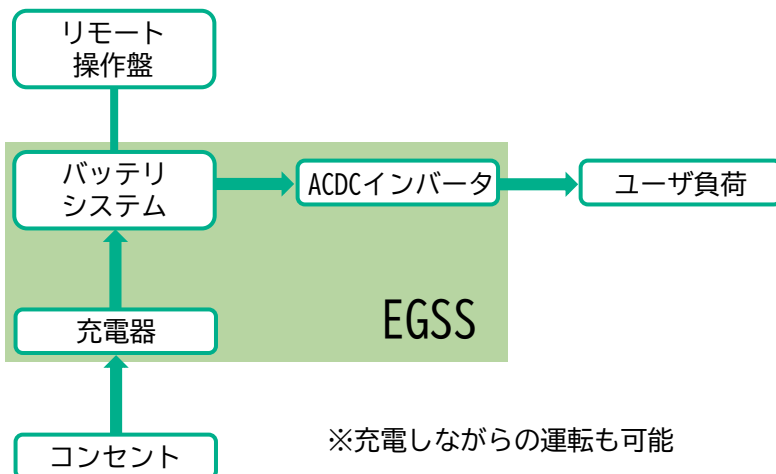 リモート
操作盤
バッテリ
システム
ACDCインバータ
ユーザ負荷
充電器
EGSS
コンセント
※充電しながらの運転も可能